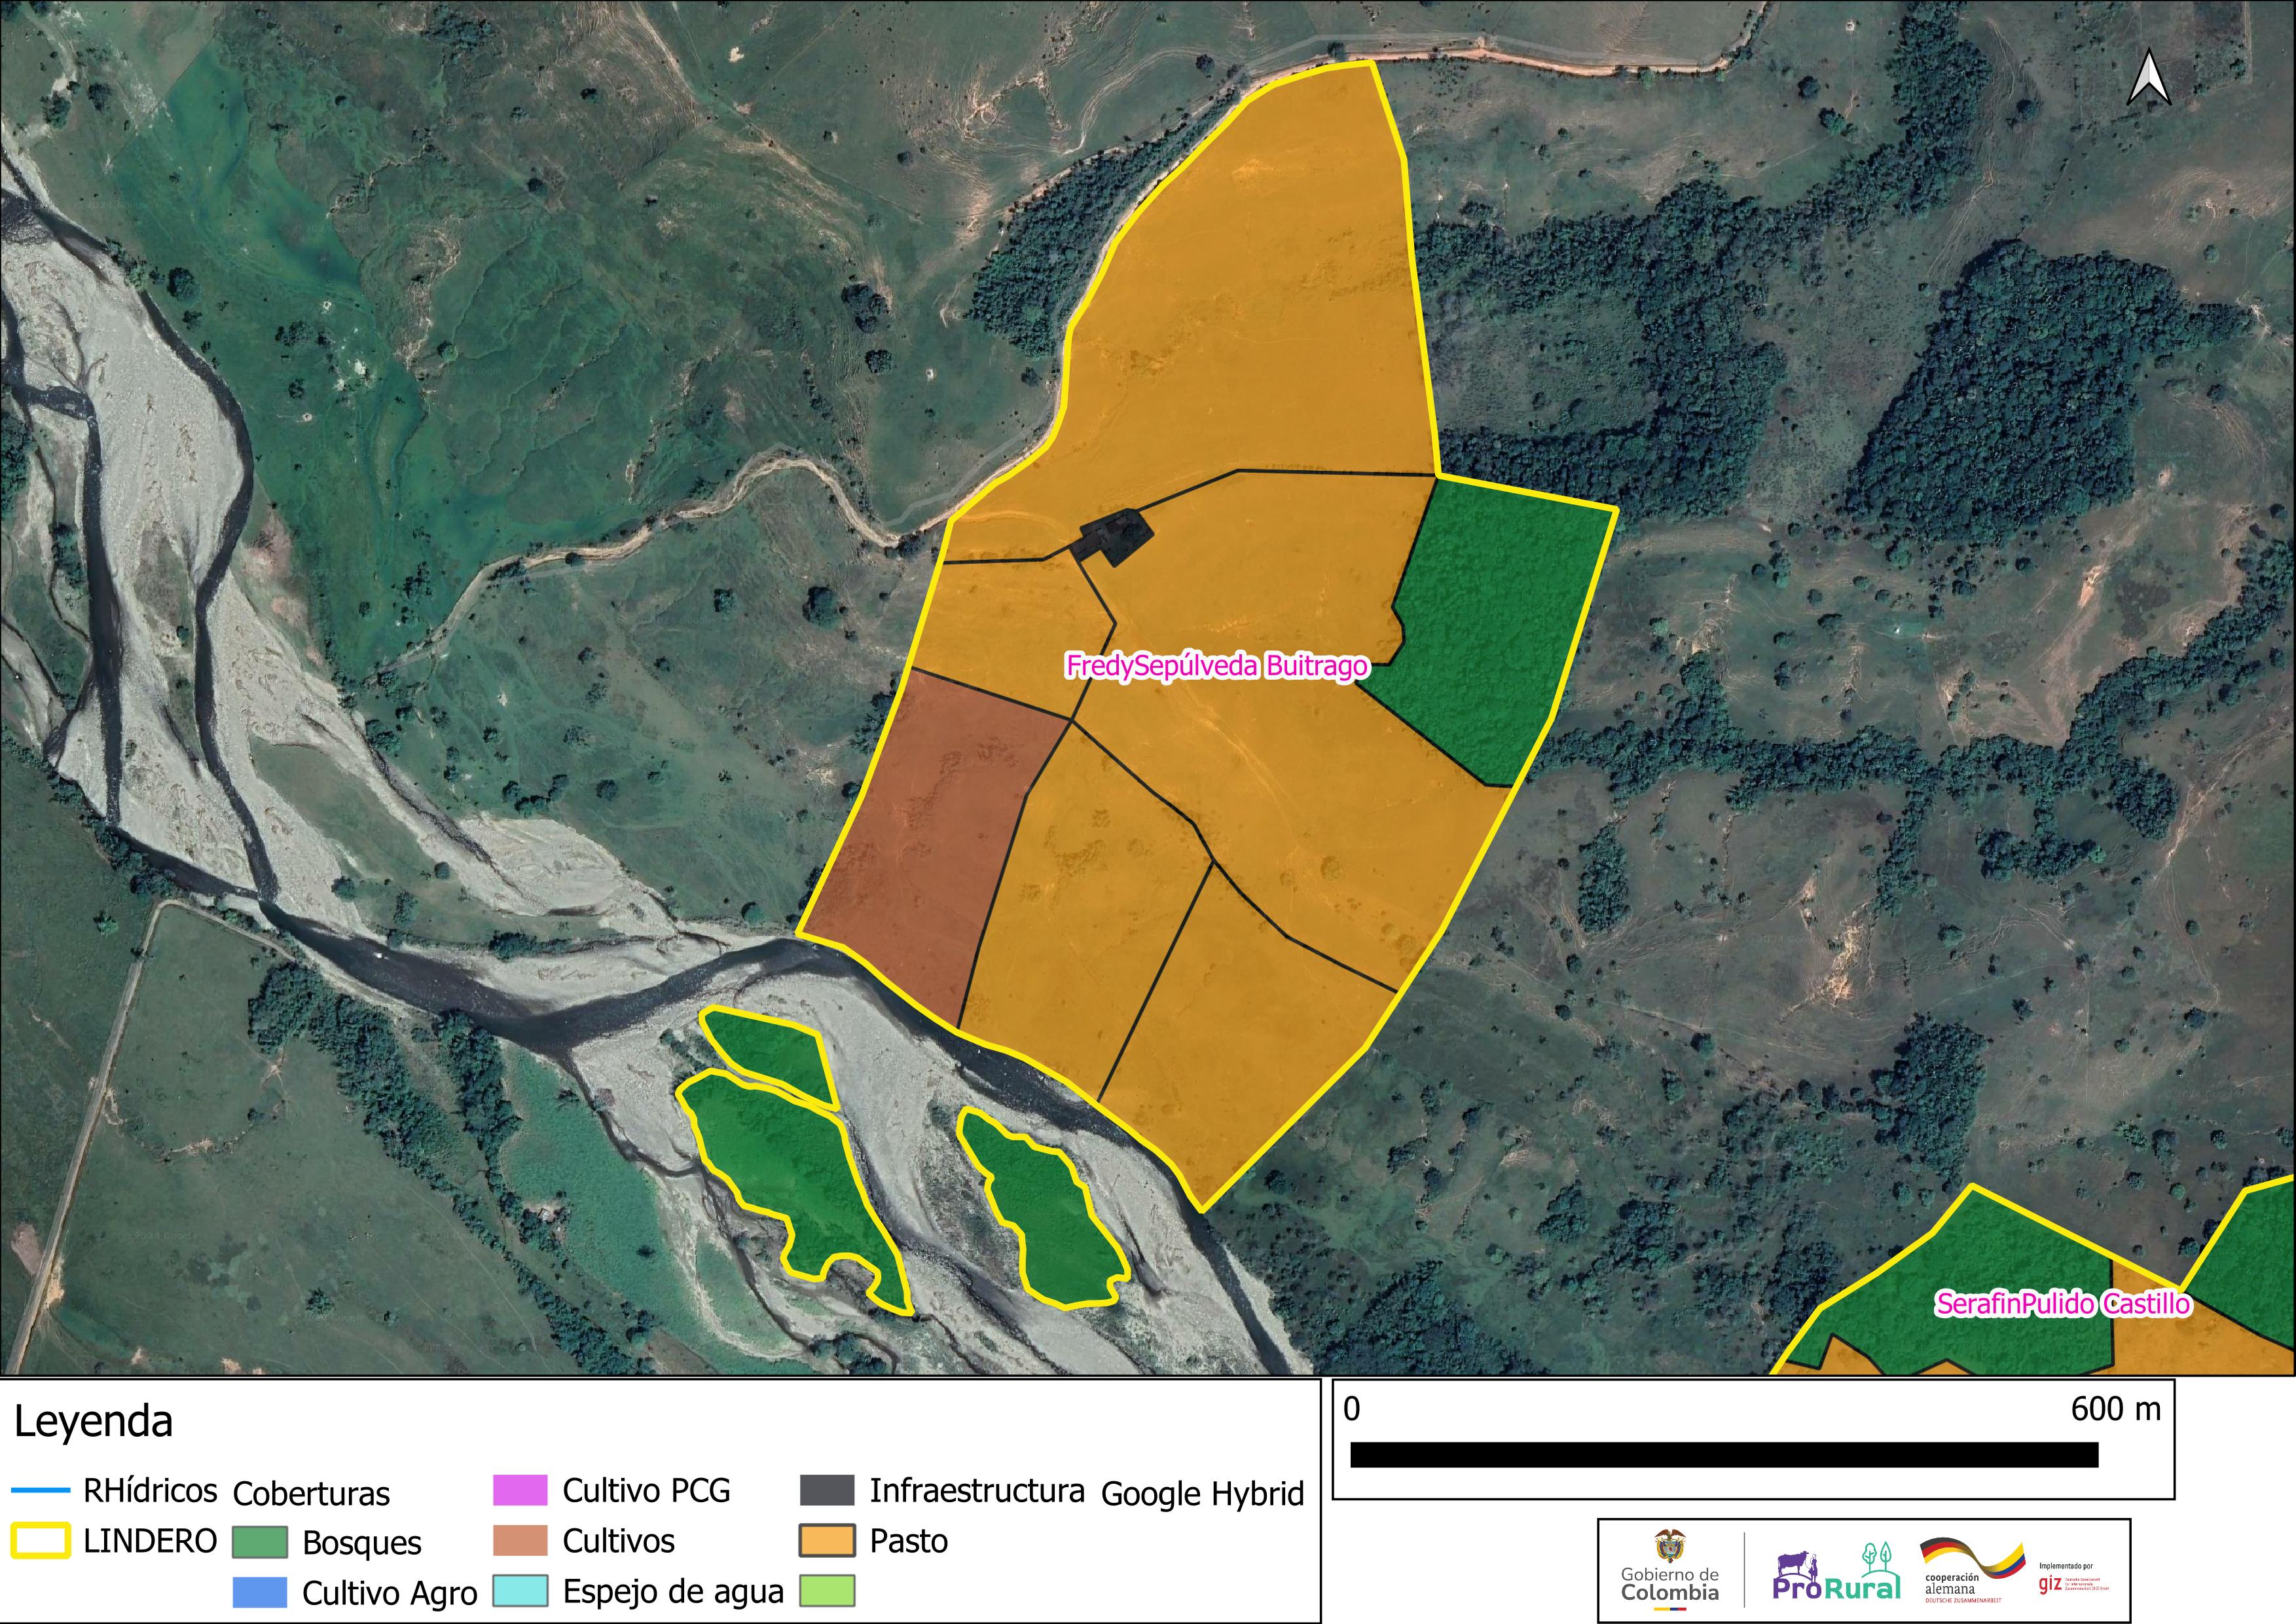 FredySepúlveda Buitrago
SerafinPulido Castillo
Leyenda
RHídricos
LINDERO
Coberturas
Bosques
Cultivo Agro
Cultivo PCG
Cultivos
Espejo de agua
Infraestructura
Pasto
Google Hybrid
0 600 m
Gobierno de
Colombia
ProRural
cooperación
alemana
DEUTSCHE ZUSAMMENARBEIT
Implementado por
giz